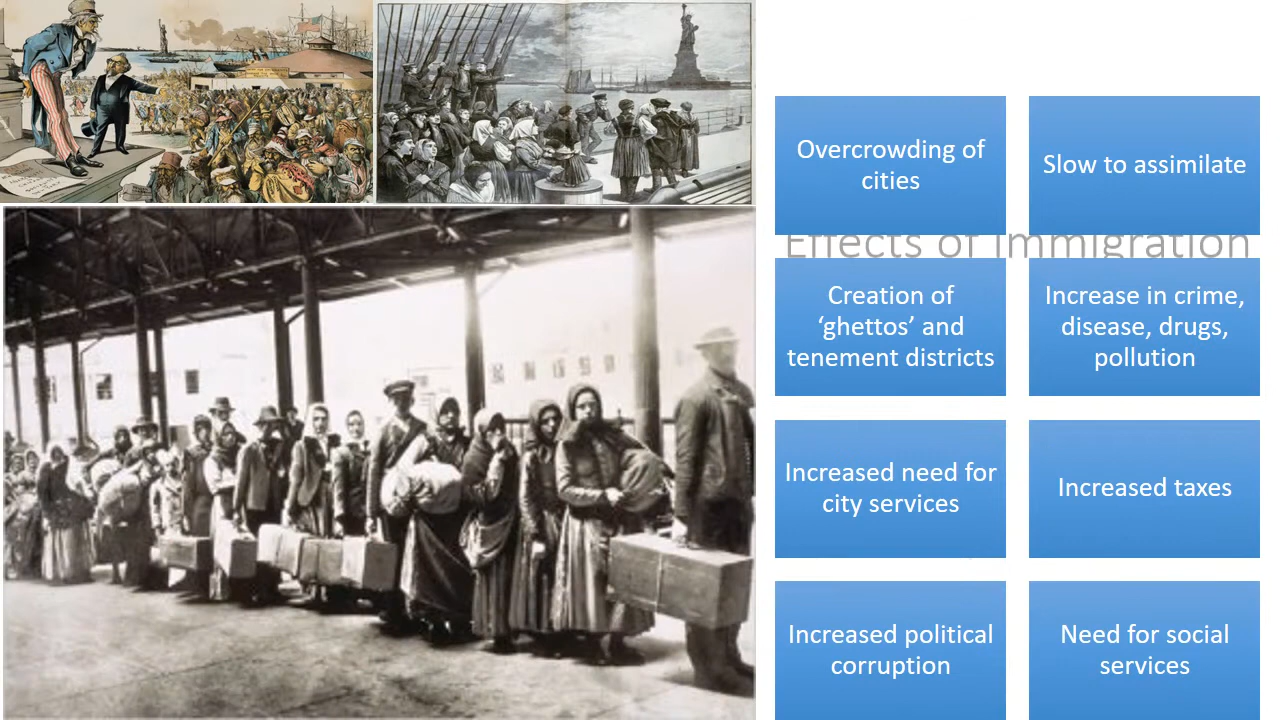 Overcrowding of
cities
Slow to assimilate
Effects of Immigration
Creation of
‘ghettos’ and
tenement districts
Increase in crime,
disease, drugs,
pollution
Increased need for
city services
Increased taxes
Increased political
corruption
Need for social
services